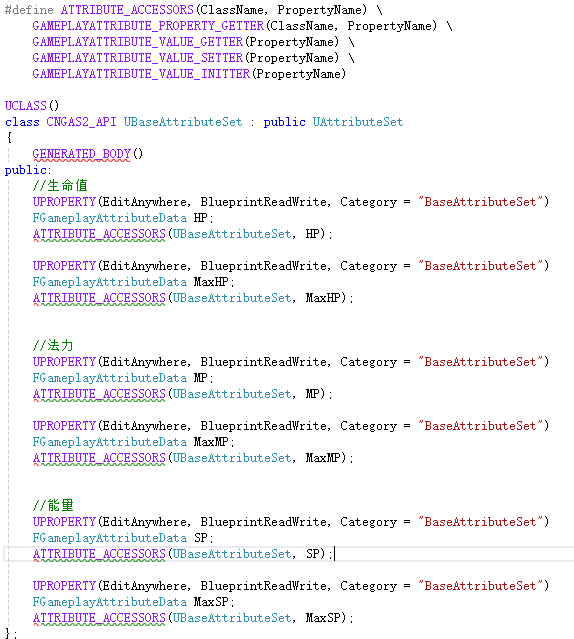 #define ATTRIBUTE_ACCESSORS(ClassName, PropertyName) \
GAMEPLAYATTRIBUTE_PROPERTY_GETTER(ClassName, PropertyName) \
GAMEPLAYATTRIBUTE_VALUE_GETTER(PropertyName) \
GAMEPLAYATTRIBUTE_VALUE_SETTER(PropertyName) \
GAMEPLAYATTRIBUTE_VALUE_INITTER(PropertyName)
UCLASS()
class CNGAS2_API UBaseAttributeSet : public UAttributeSet
{
GENERATED_BODY()
public:
//生命值
UPROPERTY(EditAnywhere, BlueprintReadWrite, Category = "BaseAttributeSet")
FGameplayAttributeData HP;
ATTRIBUTE_ACCESSORS(UBaseAttributeSet, HP);
UPROPERTY(EditAnywhere, BlueprintReadWrite, Category = "BaseAttributeSet")
FGameplayAttributeData MaxHP;
ATTRIBUTE_ACCESSORS(UBaseAttributeSet, MaxHP);
//法力
UPROPERTY(EditAnywhere, BlueprintReadWrite, Category = "BaseAttributeSet")
FGameplayAttributeData MP;
ATTRIBUTE_ACCESSORS(UBaseAttributeSet, MP);
UPROPERTY(EditAnywhere, BlueprintReadWrite, Category = "BaseAttributeSet")
FGameplayAttributeData MaxMP;
ATTRIBUTE_ACCESSORS(UBaseAttributeSet, MaxMP);
//能量
UPROPERTY(EditAnywhere, BlueprintReadWrite, Category = "BaseAttributeSet")
FGameplayAttributeData SP;
ATTRIBUTE_ACCESSORS(UBaseAttributeSet, SP);
UPROPERTY(EditAnywhere, BlueprintReadWrite, Category = "BaseAttributeSet")
FGameplayAttributeData MaxSP;
ATTRIBUTE_ACCESSORS(UBaseAttributeSet, MaxSP);
};